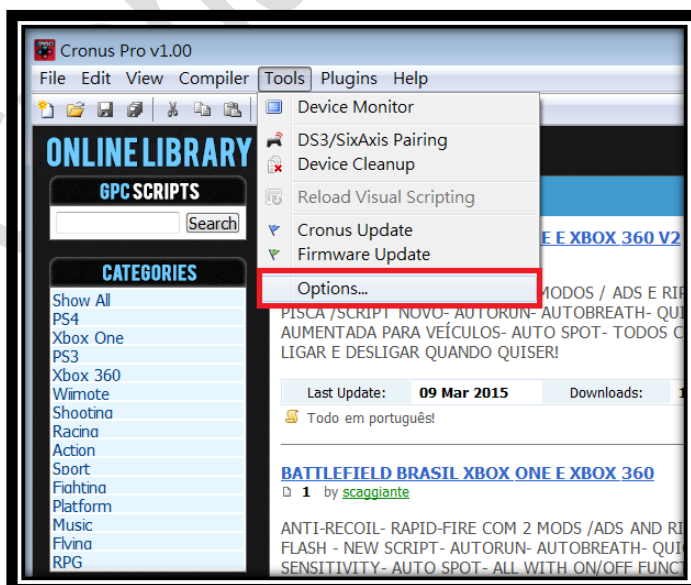 Cronus Pro v1.00
File Edit View Compiler Tools Plugins Help
Device Monitor
DS3/SixAxis Pairing
Device Cleanup
Reload Visual Scripting
Cronus Update
Firmware Update
Options...
ONLINE LIBRARY
GPC SCRIPTS
Search
CATEGORIES
Show All
PS4
Xbox One
PS3
Xbox 360
Wiimote
Shooting
Racing
Action
Sport
Fighting
Platform
Music
Flying
RPG
E E XBOX 360 V2
MODOS / ADS E
PISCA /SCRIPT NOVO- AUTORUN- AUTOBREATH-
AUMENTADA PARA VEÍCULOS- AUTO SPOT- TODOS
LIGAR E DESLIGAR QUANDO QUISER!
Last Update: 09 Mar 2015 Downloads:
Todo em português!
BATTLEFIELD BRASIL XBOX ONE E XBOX 360
1 by scaggiante
ANTI-RECOIL- RAPID-FIRE COM 2 MODS /ADS AND
FLASH - NEW SCRIPT- AUTORUN- AUTOBREATH-
SENSITIVITY- AUTO SPOT- ALL WITH ON/OFF